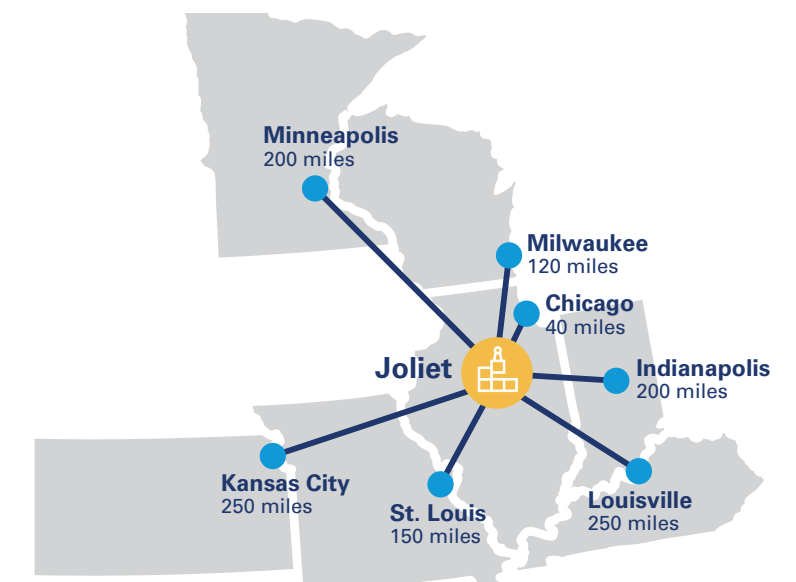 Minneapolis
200 miles
Milwaukee
120 miles
Chicago
40 miles
Joliet
Indianapolis
200 miles
Kansas City
250 miles
St. Louis
150 miles
Louisville
250 miles